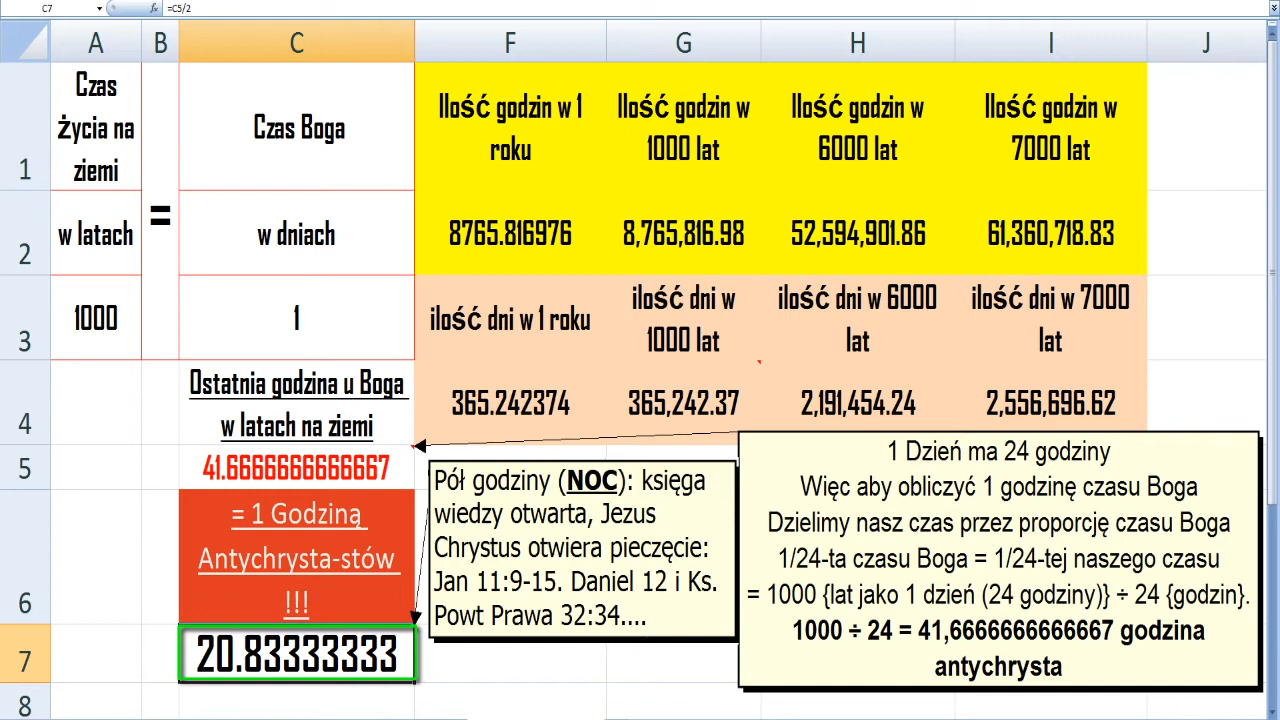 C7
fx
=C5/2
A B C F G H I J
1
Czas
życia na
ziemi
Czas Boga
Ilość godzin w 1
roku
Ilość godzin w
1000 lat
Ilość godzin w
6000 lat
Ilość godzin w
7000 lat
2
w latach
=
w dniach
8765.816976
8,765,816.98
52,594,901.86
61,360,718.83
3
1000
1
ilość dni w 1 roku
ilość dni w
1000 lat
ilość dni w 6000
lat
ilość dni w 7000
lat
4
Ostatnia godzina u Boga
w latach na ziemi
365.242374
365,242.37
2,191,454.24
2,556,696.62
5
41.6666666666667
6
= 1 Godziną
Antychrysta-stów
!!!
7
20.83333333
8
Pół godziny (NOC): księga
wiedzy otwarta, Jezus
Chrystus otwiera pieczęcie:
Jan 11:9-15. Daniel 12 i Ks.
Powt Prawa 32:34....
1 Dzień ma 24 godziny
Więc aby obliczyć 1 godzinę czasu Boga
Dzielimy nasz czas przez proporcję czasu Boga
1/24-ta czasu Boga = 1/24-tej naszego czasu
= 1000 {lat jako 1 dzień (24 godziny)} ÷ 24 {godzin}.
1000 ÷ 24 = 41,6666666666667 godzina
antychrysta